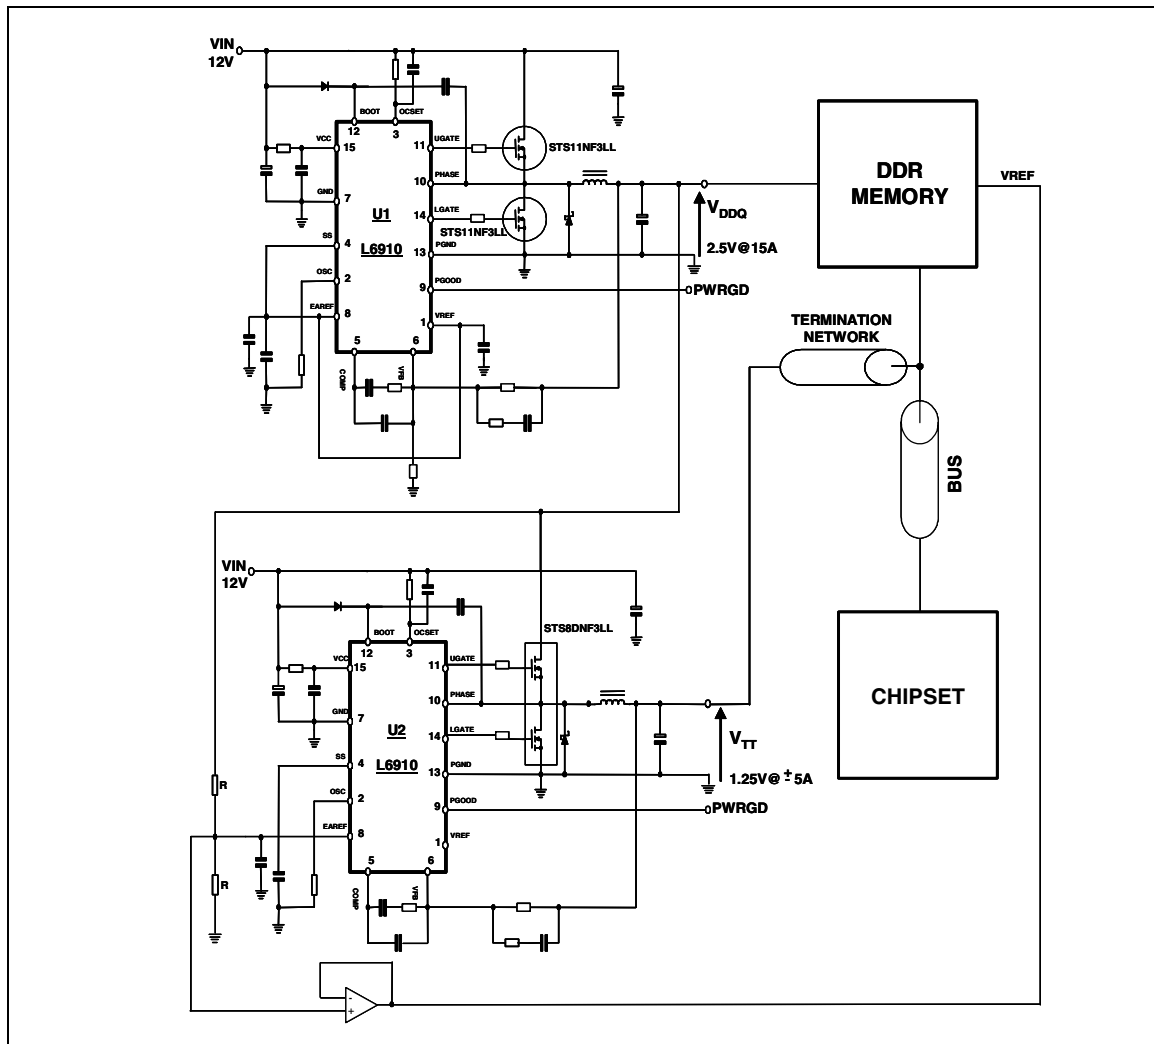 VIN
12V
BOOT
OCSET
12
3
VCC
15
11
UGATE
STS11NF3LL
GND
7
10
PHASE
U1
L6910
14
LGATE
STS11NF3LL
SS
4
13
PGND
OSC
2
9
PGOOD
PWRGD
EAREF
8
1
VREF
5
6
COMP
VFB
VDDQ
2.5V@15A
DDR
MEMORY
VREF
TERMINATION
NETWORK
BUS
CHIPSET
VIN
12V
BOOT
OCSET
12
3
STS8DNF3LL
VCC
15
11
UGATE
GND
7
10
PHASE
U2
L6910
14
LGATE
SS
4
13
PGND
OSC
2
9
PGOOD
PWRGD
EAREF
8
1
VREF
5
6
COMP
VFB
VTT
1.25V@ ± 5A
R
R
-
+